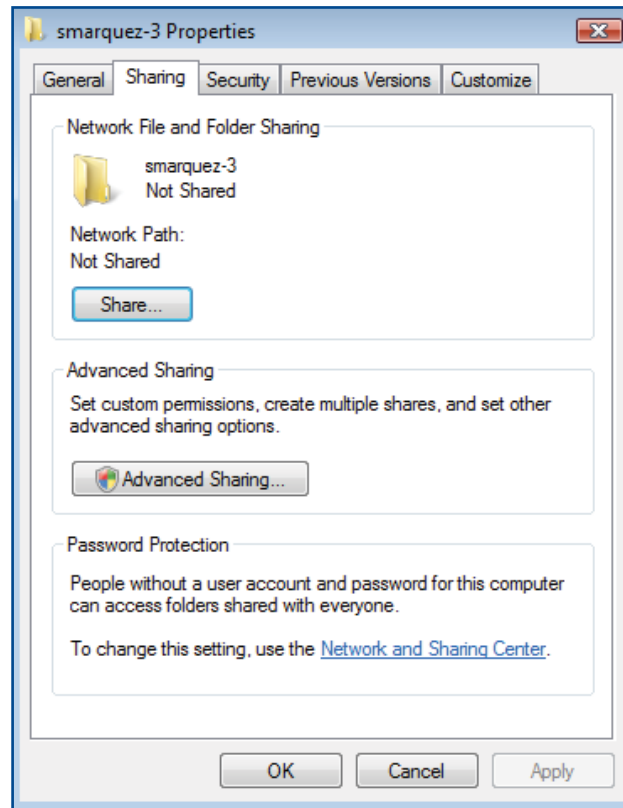 smarquez-3 Properties
General Sharing Security Previous Versions Customize
Network File and Folder Sharing
smarquez-3
Not Shared
Network Path:
Not Shared
Share...
Advanced Sharing
Set custom permissions, create multiple shares, and set other
advanced sharing options.
Advanced Sharing...
Password Protection
People without a user account and password for this computer
can access folders shared with everyone.
To change this setting, use the Network and Sharing Center.
OK Cancel Apply